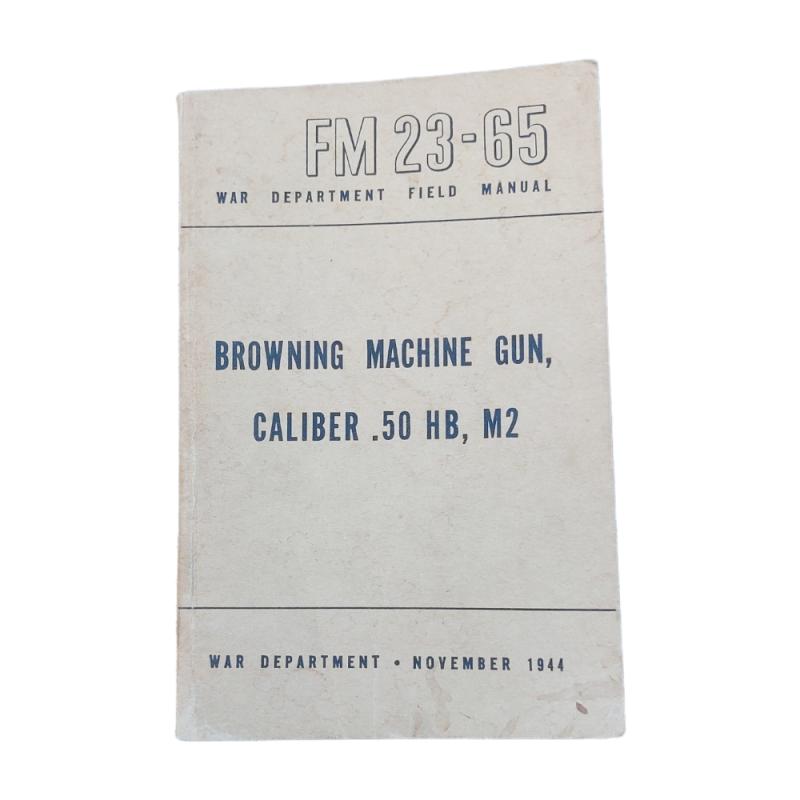 FM 23-65
WAR DEPARTMENT FIELD MANUAL
BROWNING MACHINE GUN,
CALIBER .50 HB, M2
WAR DEPARTMENT • NOVEMBER 1944